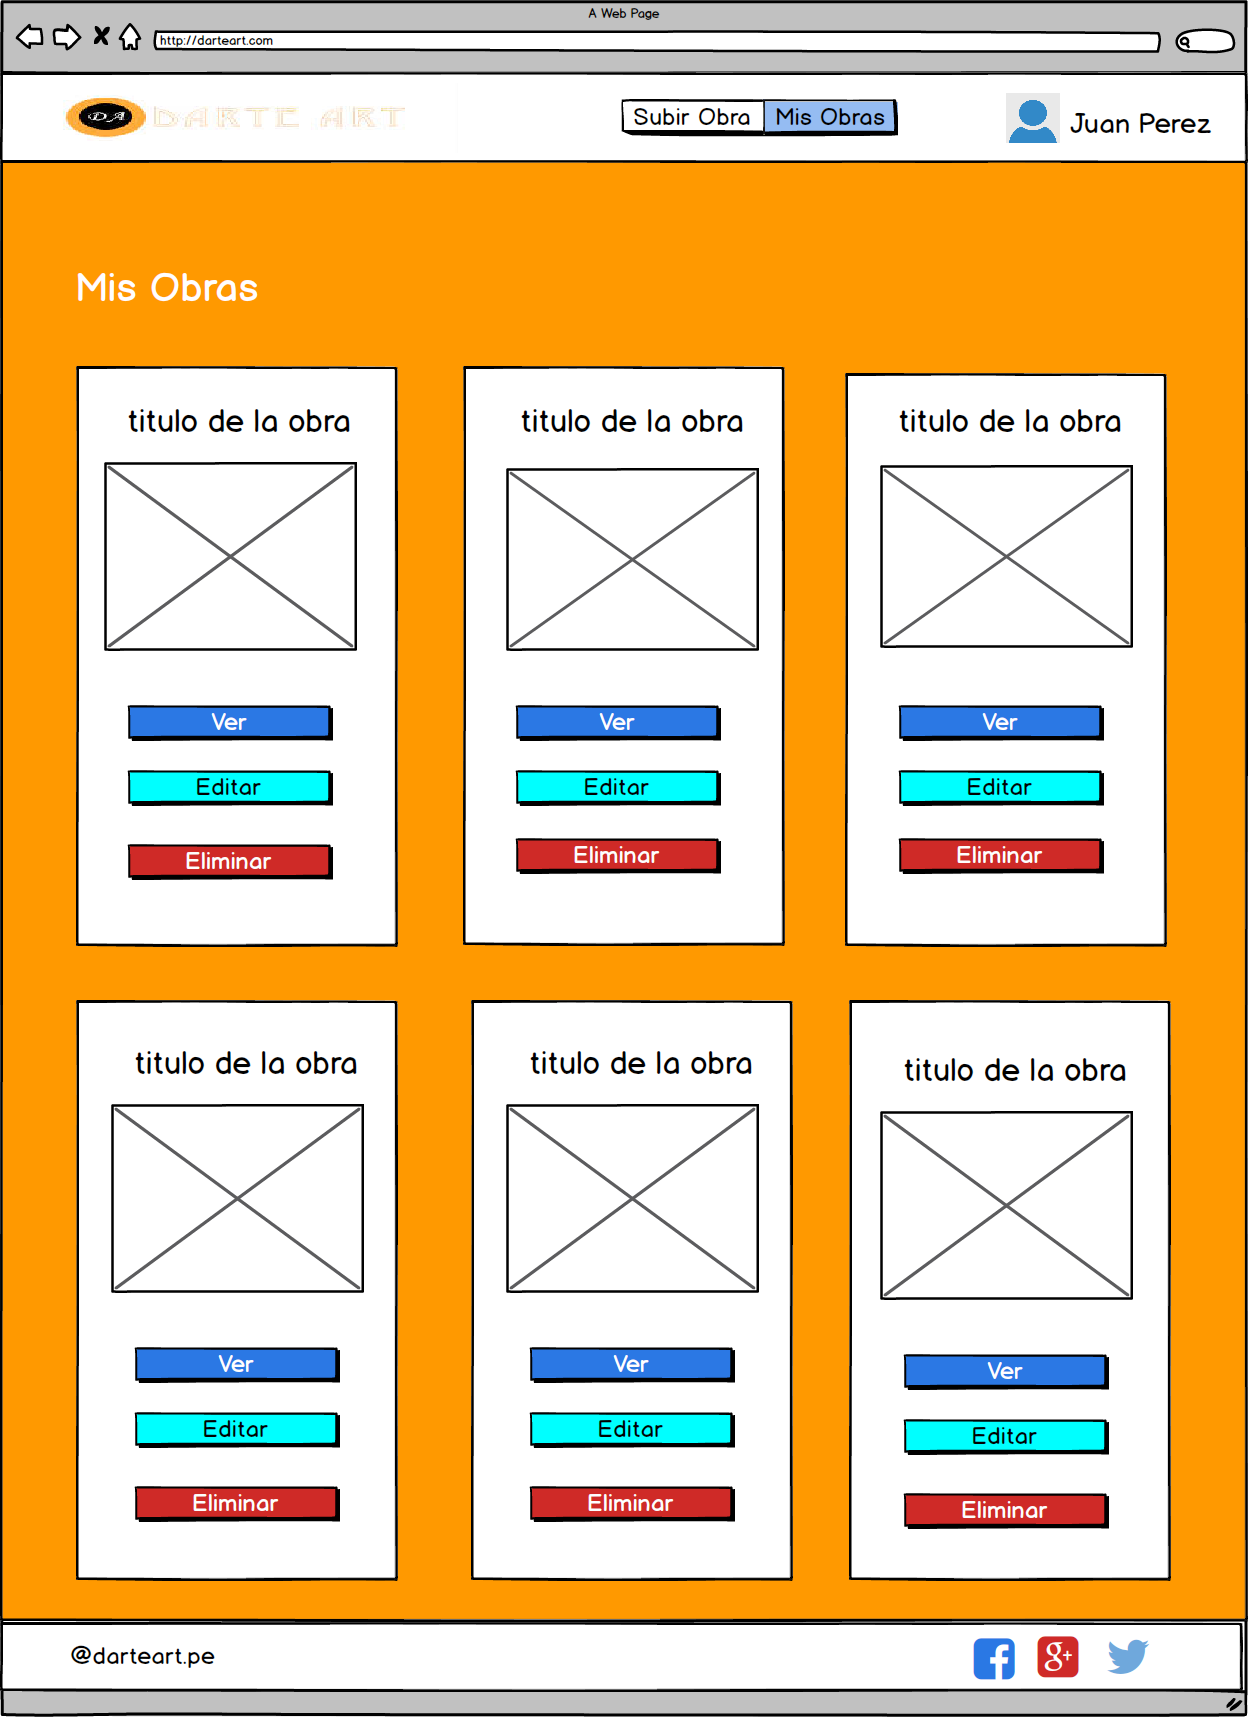 A Web Page
http://darteart.com
DA DARTE ART
Subir Obra Mis Obras
Juan Perez
Mis Obras
titulo de la obra
Ver
Editar
Eliminar
titulo de la obra
Ver
Editar
Eliminar
titulo de la obra
Ver
Editar
Eliminar
titulo de la obra
Ver
Editar
Eliminar
titulo de la obra
Ver
Editar
Eliminar
titulo de la obra
Ver
Editar
Eliminar
@darteart.pe
f g+